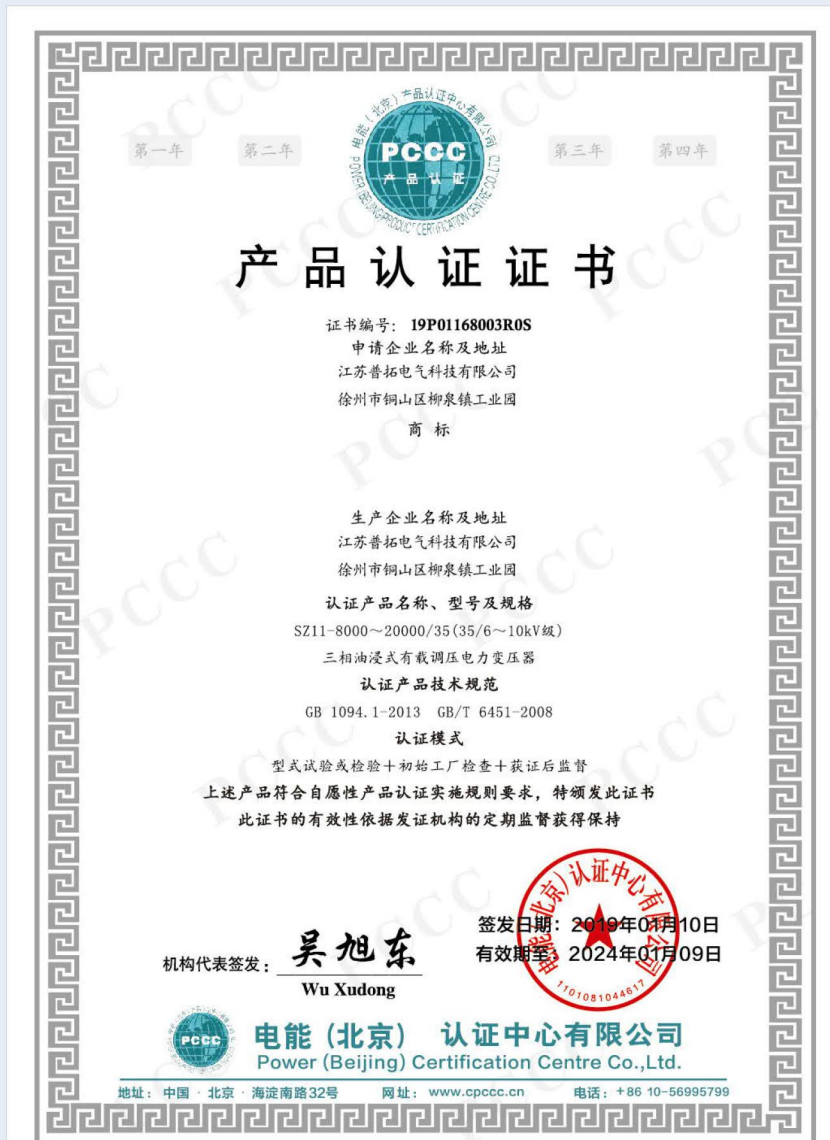 电能(北京)产品认证中心有限公司
POWER (BEIJING) PRODUCT CERTIFICATION CENTRE CO.,LTD.
PCCC
产品认证
第一年 第二年 第三年 第四年
产品认证证书
证书编号: 19P01168003R0S
申请企业名称及地址
江苏普拓电气科技有限公司
徐州市铜山区柳泉镇工业园
商 标
生产企业名称及地址
江苏普拓电气科技有限公司
徐州市铜山区柳泉镇工业园
认证产品名称、型号及规格
SZ11-8000～20000/35(35/6～10kV级)
三相油浸式有载调压电力变压器
认证产品技术规范
GB 1094.1-2013 GB/T 6451-2008
认证模式
型式试验或检验+初始工厂检查+获证后监督
上述产品符合自愿性产品认证实施规则要求，特颁发此证书
此证书的有效性依据发证机构的定期监督获得保持
签发日期: 2019年01月10日
有效期至: 2024年01月09日
电能(北京)认证中心有限公司
1101081044617
机构代表签发: 吴旭东
Wu Xudong
PCCC
电能（北京） 认证中心有限公司
Power (Beijing) Certification Centre Co.,Ltd.
地址: 中国·北京·海淀南路32号 网址: www.cpccc.cn 电话: +86 10-56995799